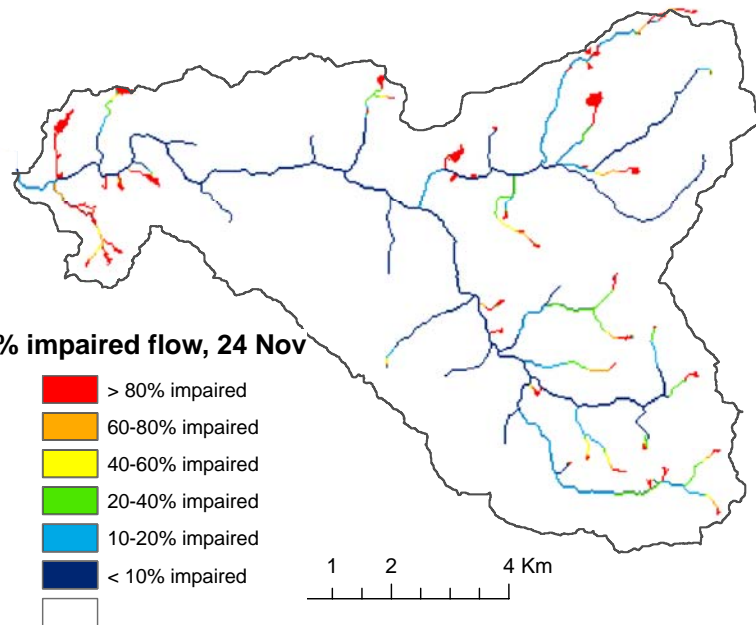 % impaired flow, 24 Nov
> 80% impaired
60-80% impaired
40-60% impaired
20-40% impaired
10-20% impaired
< 10% impaired
1 2 4 Km